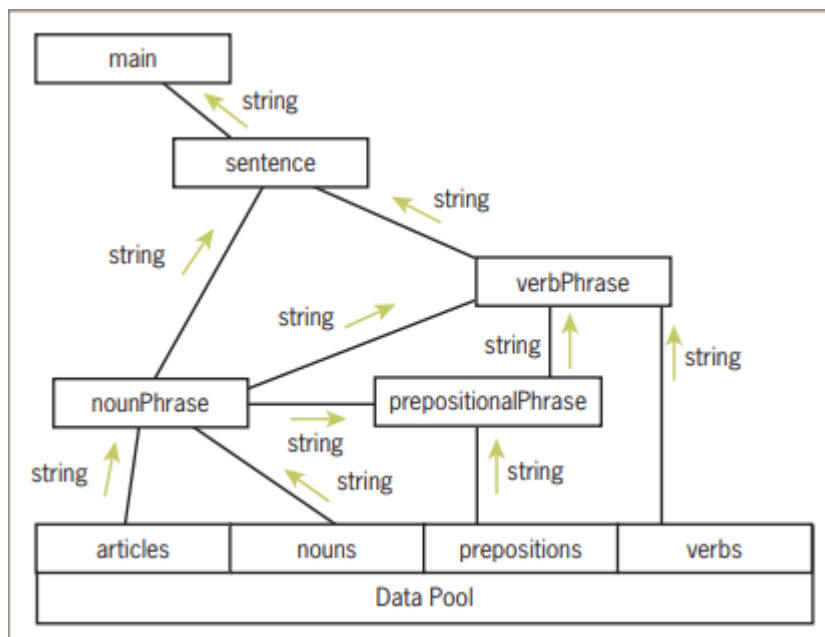 main
string
sentence
string
string
verbPhrase
string
string
string
nounPhrase
prepositionalPhrase
string
string
string
string
articles nouns prepositions verbs
Data Pool